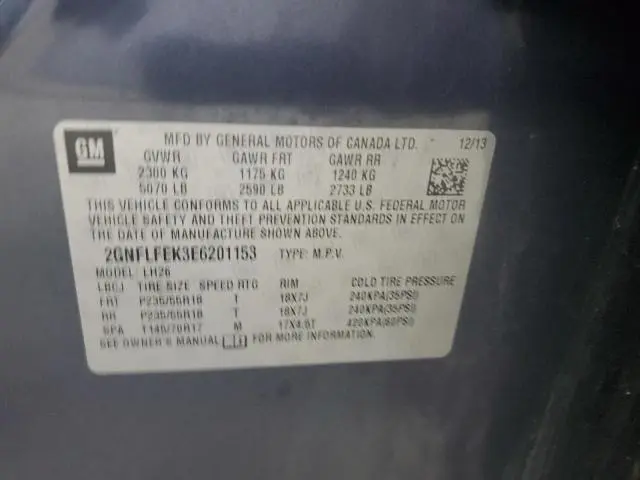 GM
MFD BY GENERAL MOTORS OF CANADA LTD. 12/13
GVWR GAWR FRT GAWR RR
2300 KG 1175 KG 1240 KG
5070 LB 2590 LB 2733 LB
THIS VEHICLE CONFORMS TO ALL APPLICABLE U.S. FEDERAL MOTOR
VEHICLE SAFETY AND THEFT PREVENTION STANDARDS IN EFFECT ON
THE DATE OF MANUFACTURE SHOWN ABOVE.
2GNFLFEK3E6201153 TYPE: M.P.V.
MODEL: LH26
TIRE SIZE SPEED RTG RIM COLD TIRE PRESSURE
FRT P235/55R18 T 18X7J 240KPA(35PSI)
RR P235/55R18 T 18X7J 240KPA(35PSI)
SPA T145/70R17 M 17X4.5T 420KPA(60PSI)
SEE OWNER'S MANUAL FOR MORE INFORMATION.